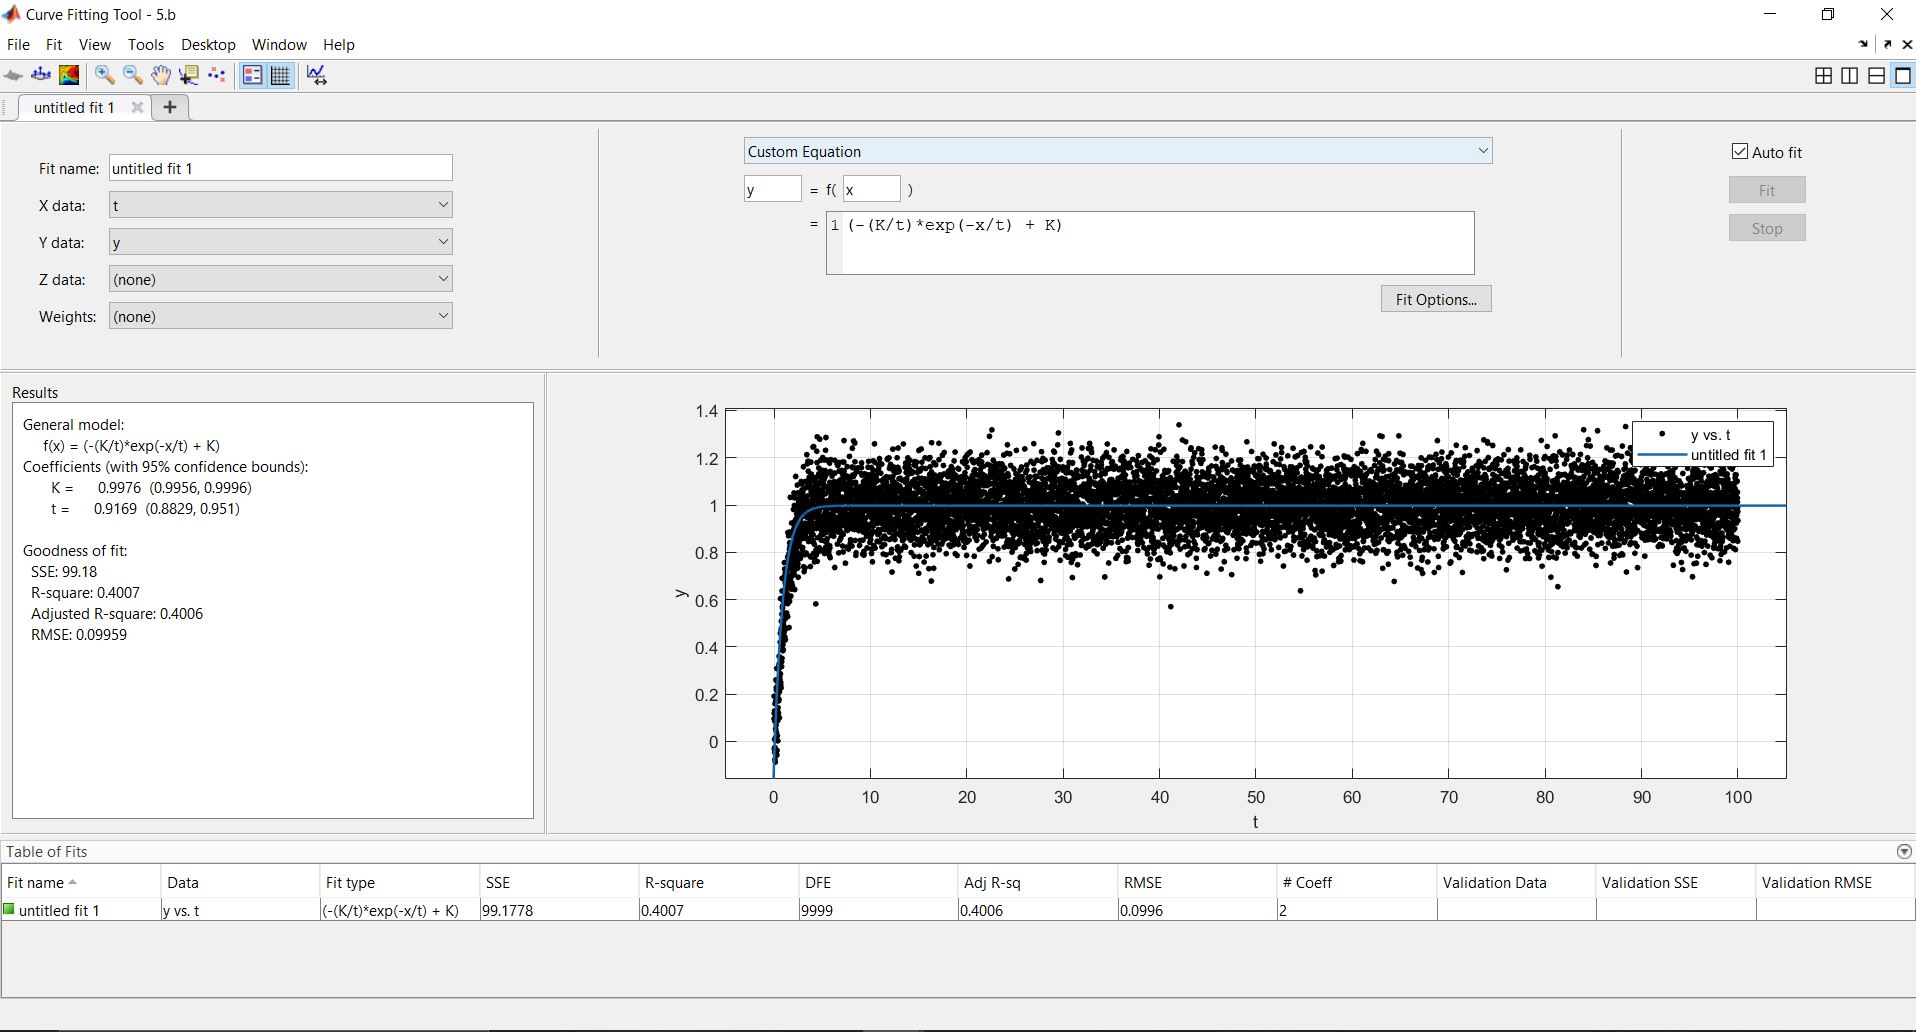 Curve Fitting Tool - 5.b
File Fit View Tools Desktop Window Help
untitled fit 1
Fit name: untitled fit 1
X data: t
Y data: y
Z data: (none)
Weights: (none)
Custom Equation
y = f( x )
= 1 (-(K/t)*exp(-x/t) + K)
Fit Options...
Auto fit
Fit
Stop
Results
General model:
f(x) = (-(K/t)*exp(-x/t) + K)
Coefficients (with 95% confidence bounds):
K = 0.9976 (0.9956, 0.9996)
t = 0.9169 (0.8829, 0.951)
Goodness of fit:
SSE: 99.18
R-square: 0.4007
Adjusted R-square: 0.4006
RMSE: 0.09959
1.4
1.2
1
0.8
0.6
0.4
0.2
0
y
y vs. t
untitled fit 1
0 10 20 30 40 50 60 70 80 90 100
t
Table of Fits
Fit name Data Fit type SSE R-square DFE Adj R-sq RMSE # Coeff Validation Data Validation SSE Validation RMSE
untitled fit 1 y vs. t (-(K/t)*exp(-x/t) + K) 99.1778 0.4007 9999 0.4006 0.0996 2